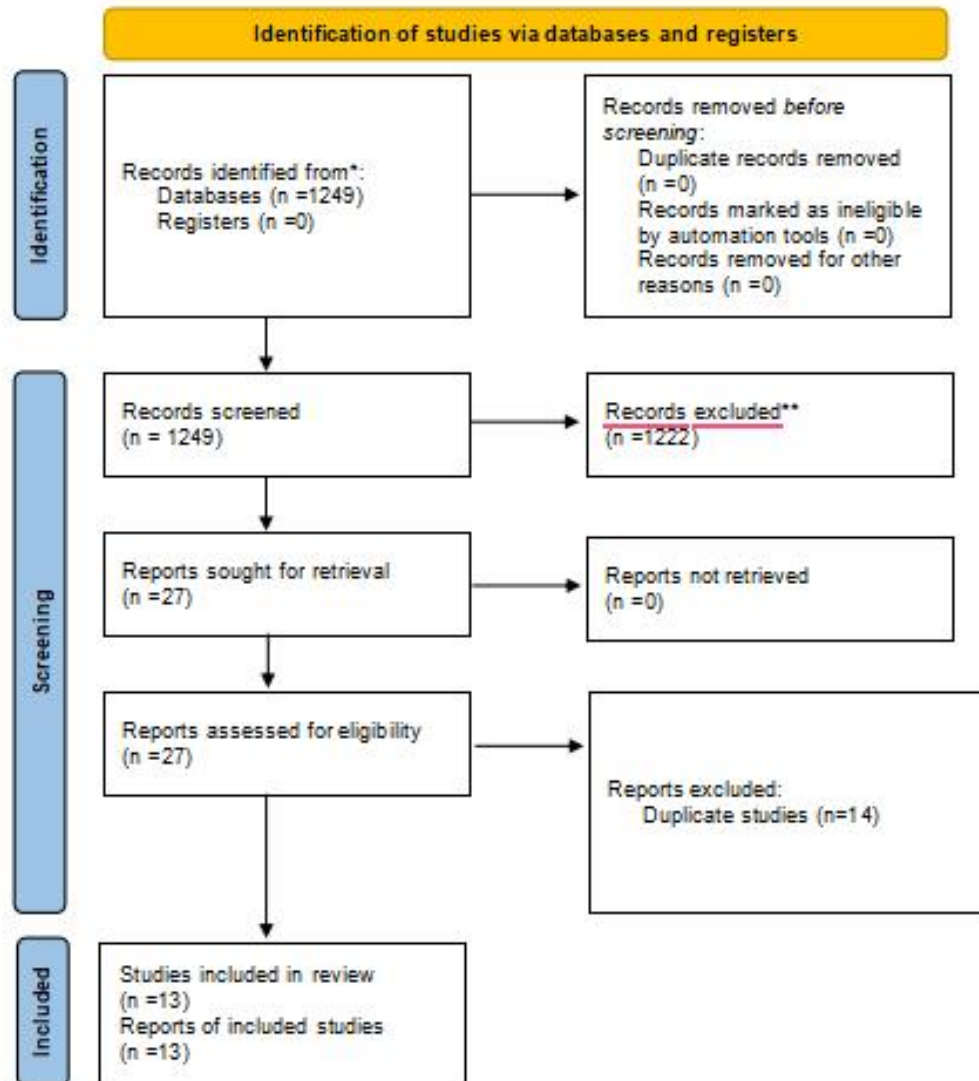 Identification of studies via databases and registers
Identification
Records identified from*:
Databases (n =1249)
Registers (n =0)
Records removed before
screening:
Duplicate records removed
(n =0)
Records marked as ineligible
by automation tools (n =0)
Records removed for other
reasons (n =0)
Screening
Records screened
(n = 1249)
Records excluded**
(n =1222)
Reports sought for retrieval
(n =27)
Reports not retrieved
(n =0)
Reports assessed for eligibility
(n =27)
Reports excluded:
Duplicate studies (n=14)
Included
Studies included in review
(n =13)
Reports of included studies
(n =13)